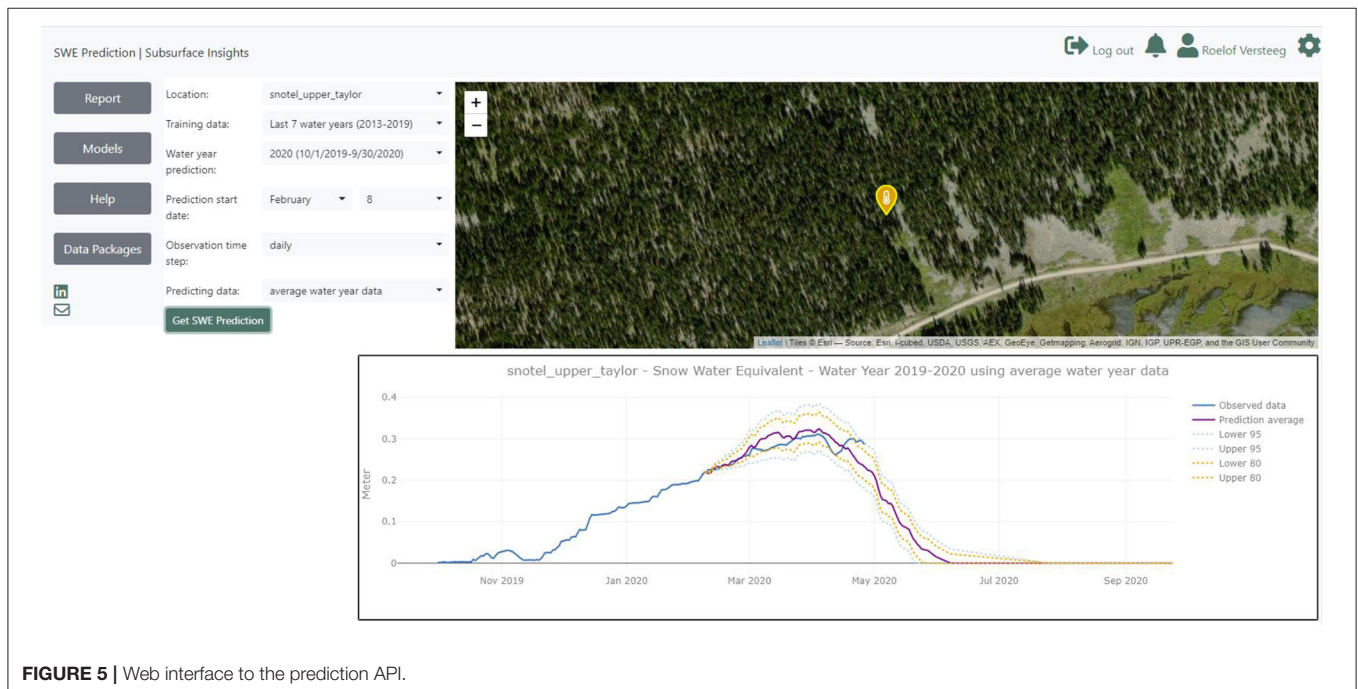 SWE Prediction | Subsurface Insights
Log out
Roelof Versteeg
Report
Models
Help
Data Packages
Location:
snotel_upper_taylor
Training data:
Last 7 water years (2013-2019)
Water year
prediction:
2020 (10/1/2019-9/30/2020)
Prediction start
date:
February
8
Observation time
step:
daily
Predicting data:
average water year data
Get SWE Prediction
in
+
−
Leaflet | Tiles © Esri — Source: Esri, i-cubed, USDA, USGS, AEX, GeoEye, Getmapping, Aerogrid, IGN, IGP, UPR-EGP, and the GIS User Community
snotel_upper_taylor - Snow Water Equivalent - Water Year 2019-2020 using average water year data
Meter
0.4
0.3
0.2
0.1
0
Nov 2019
Jan 2020
Mar 2020
May 2020
Jul 2020
Sep 2020
Observed data
Prediction average
Lower 95
Upper 95
Lower 80
Upper 80
FIGURE 5 | Web interface to the prediction API.